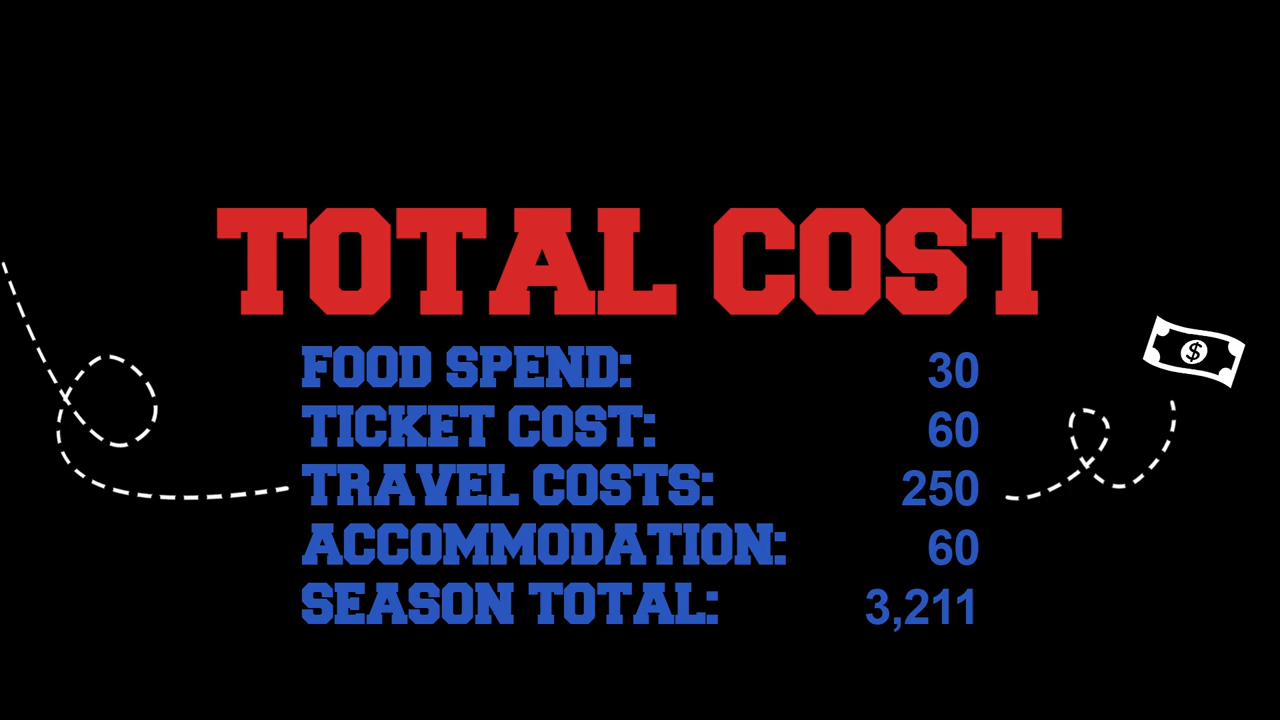 TOTAL COST
FOOD SPEND: 30
TICKET COST: 60
TRAVEL COSTS: 250
ACCOMMODATION: 60
SEASON TOTAL: 3,211
$